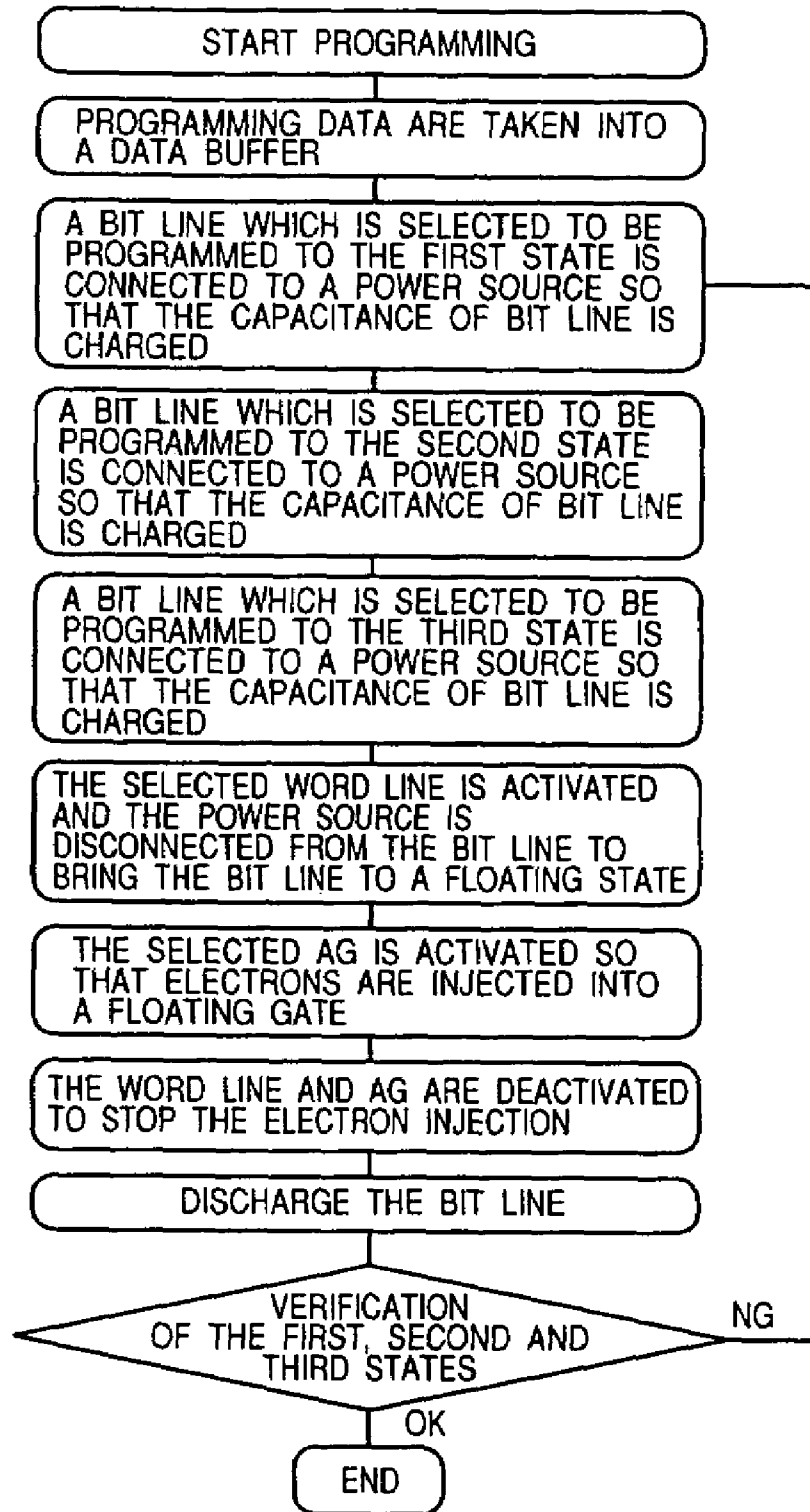 START PROGRAMMING
PROGRAMMING DATA ARE TAKEN INTO
A DATA BUFFER
A BIT LINE WHICH IS SELECTED TO BE
PROGRAMMED TO THE FIRST STATE IS
CONNECTED TO A POWER SOURCE SO
THAT THE CAPACITANCE OF BIT LINE IS
CHARGED
A BIT LINE WHICH IS SELECTED TO BE
PROGRAMMED TO THE SECOND STATE
IS CONNECTED TO A POWER SOURCE
SO THAT THE CAPACITANCE OF BIT LINE
IS CHARGED
A BIT LINE WHICH IS SELECTED TO BE
PROGRAMMED TO THE THIRD STATE IS
CONNECTED TO A POWER SOURCE SO
THAT THE CAPACITANCE OF BIT LINE IS
CHARGED
THE SELECTED WORD LINE IS ACTIVATED
AND THE POWER SOURCE IS
DISCONNECTED FROM THE BIT LINE TO
BRING THE BIT LINE TO A FLOATING STATE
THE SELECTED AG IS ACTIVATED SO
THAT ELECTRONS ARE INJECTED INTO
A FLOATING GATE
THE WORD LINE AND AG ARE DEACTIVATED
TO STOP THE ELECTRON INJECTION
DISCHARGE THE BIT LINE
VERIFICATION
OF THE FIRST, SECOND AND
THIRD STATES
NG
OK
END